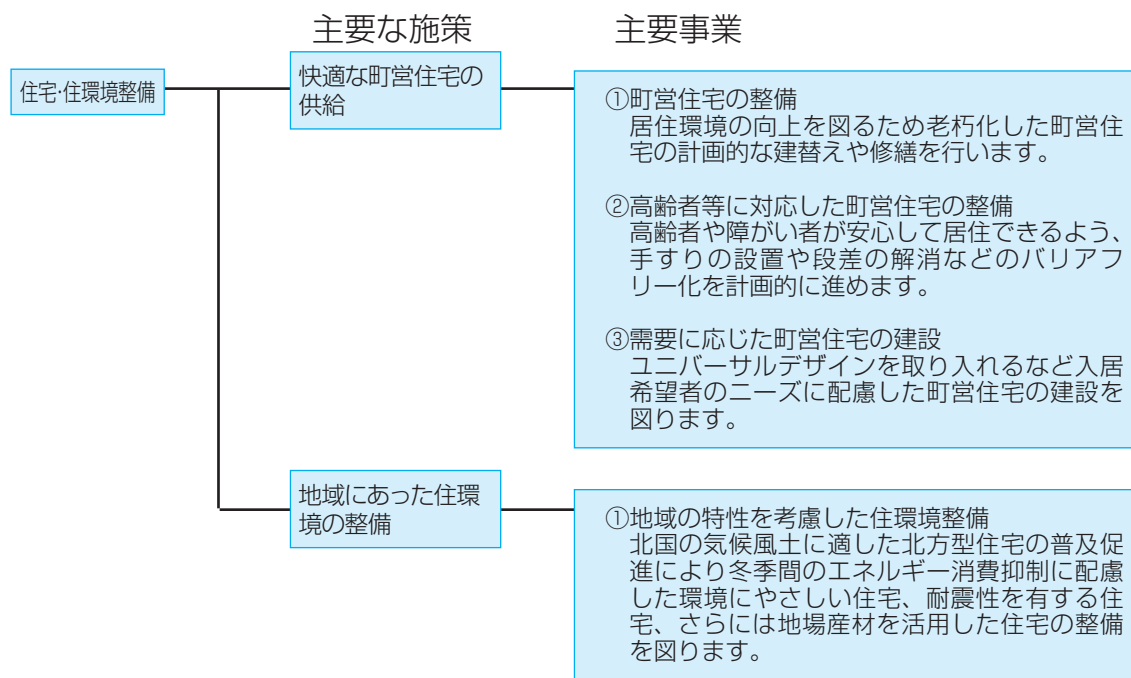 主要な施策
主要事業
住宅・住環境整備
快適な町営住宅の
供給
①町営住宅の整備
居住環境の向上を図るため老朽化した町営住
宅の計画的な建替えや修繕を行います。
②高齢者等に対応した町営住宅の整備
高齢者や障がい者が安心して居住できるよう、
手すりの設置や段差の解消などのバリアフ
リー化を計画的に進めます。
③需要に応じた町営住宅の建設
ユニバーサルデザインを取り入れるなど入居
希望者のニーズに配慮した町営住宅の建設を
図ります。
地域にあった住環
境の整備
①地域の特性を考慮した住環境整備
北国の気候風土に適した北方型住宅の普及促
進により冬季間のエネルギー消費抑制に配慮
した環境にやさしい住宅、耐震性を有する住
宅、さらには地場産材を活用した住宅の整備
を図ります。